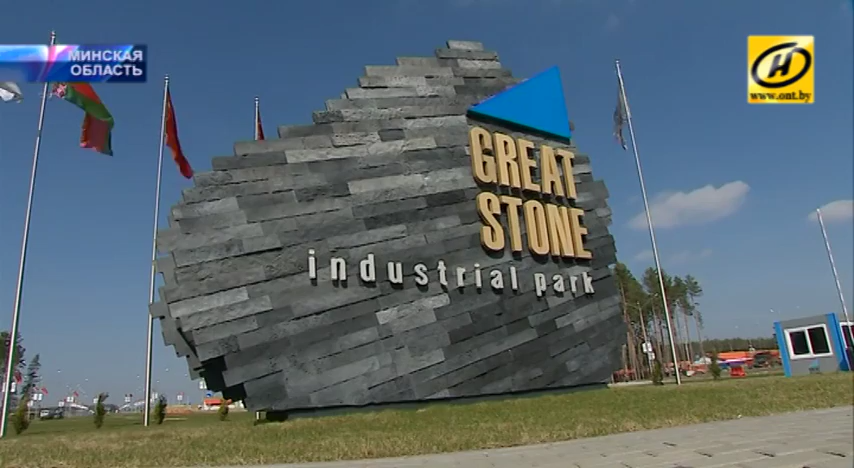 МИНСКАЯ
ОБЛАСТЬ
www.ont.by
GREAT
STONE
industrial park